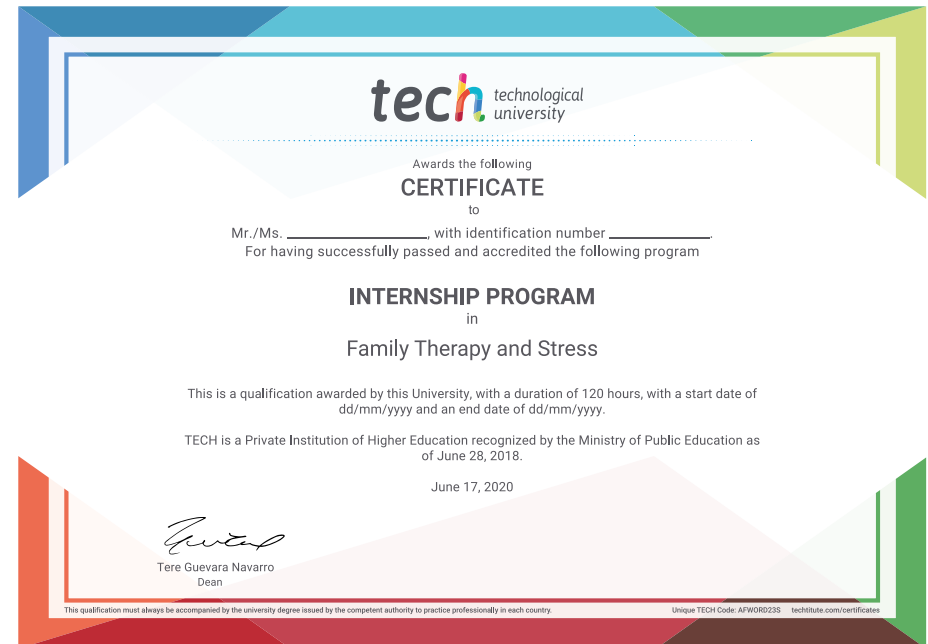 tech technological
university
Awards the following
CERTIFICATE
to
Mr./Ms. ____________________, with identification number ______________.
For having successfully passed and accredited the following program
INTERNSHIP PROGRAM
in
Family Therapy and Stress
This is a qualification awarded by this University, with a duration of 120 hours, with a start date of
dd/mm/yyyy and an end date of dd/mm/yyyy.
TECH is a Private Institution of Higher Education recognized by the Ministry of Public Education as
of June 28, 2018.
June 17, 2020
Tere Guevara Navarro
Dean
This qualification must always be accompanied by the university degree issued by the competent authority to practice professionally in each country.
Unique TECH Code: AFWORD23S techtitute.com/certificates